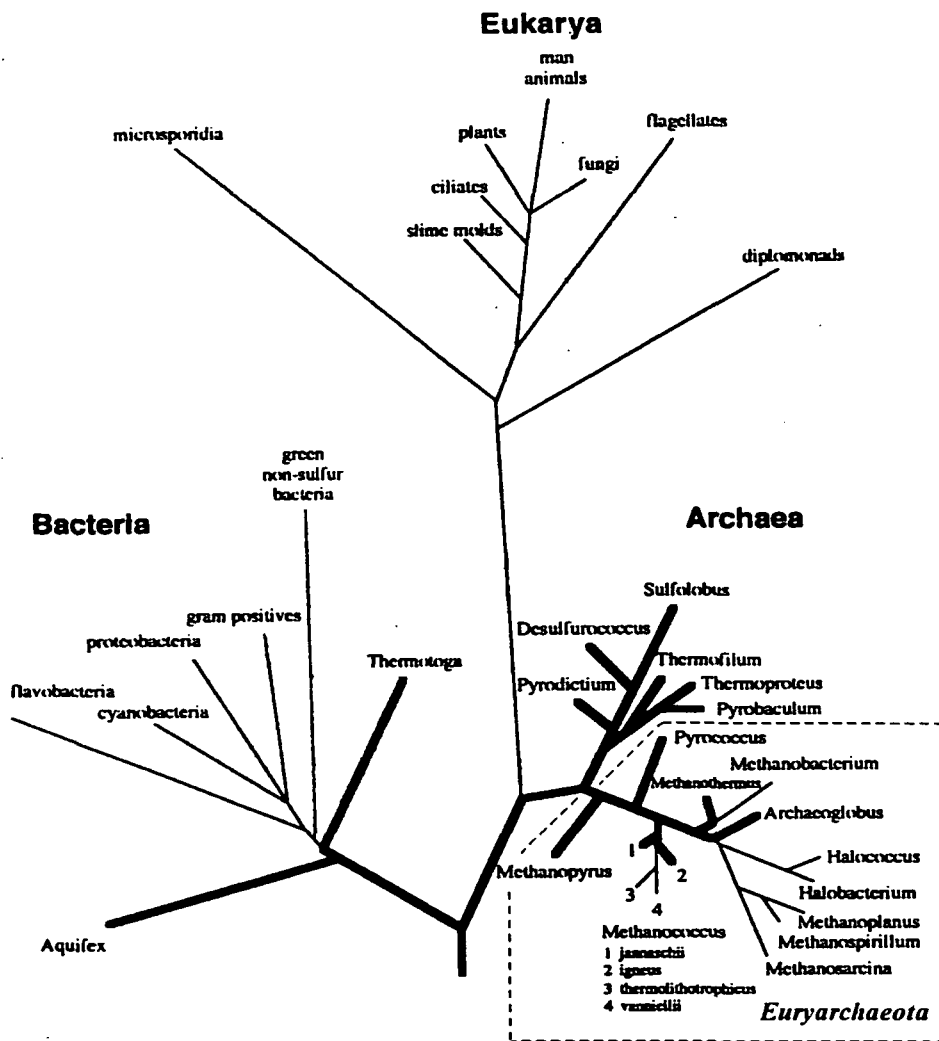 Eukarya
man
animals
microsporidia
plants
flagellates
fungi
ciliates
slime molds
diplomonads
green
non-sulfur
bacteria
Bacteria
Archaea
Sulfolobus
gram positives
Desulfurococcus
proteobacteria
Thermotoga
Thermofilum
flavobacteria
Pyrodictium
Thermoproteus
cyanobacteria
Pyrobaculum
Pyrococcus
Methanobacterium
Methanothermus
Archaeoglobus
1
Methanopyrus
2
Halococcus
3
4
Halobacterium
Methanoplanus
Methanococcus
Methanospirillum
Aquifex
1 jannaschii
Methanosarcina
2 igneus
3 thermolithotrophicus
4 vannielii
Euryarchaeota